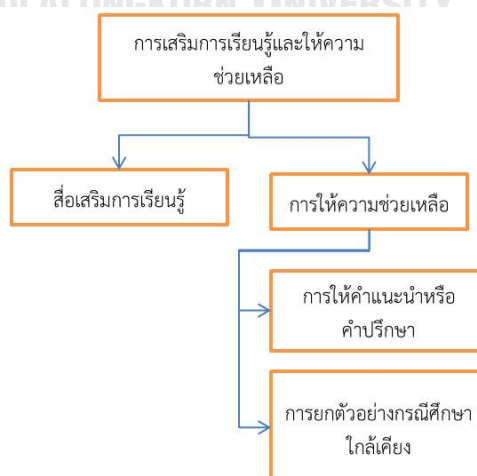 การเสริมการเรียนรู้และให้ความ
ช่วยเหลือ
สื่อเสริมการเรียนรู้
การให้ความช่วยเหลือ
การให้คำแนะนำหรือ
คำปรึกษา
การยกตัวอย่างกรณีศึกษา
ใกล้เคียง